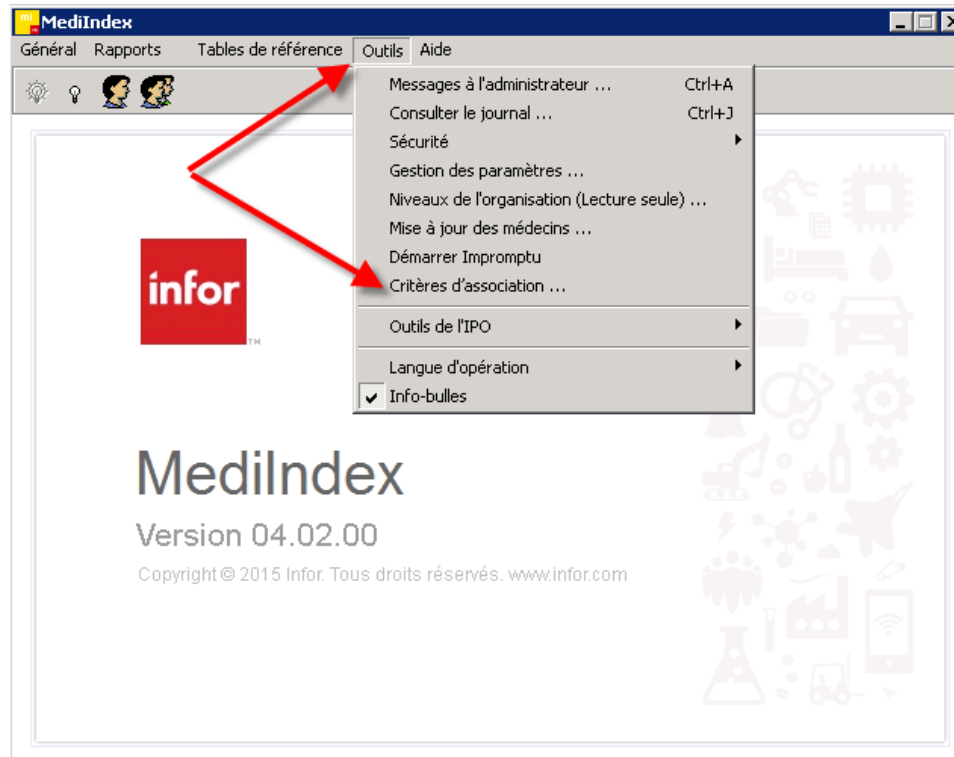 mi MediIndex
Général Rapports Tables de référence Outils Aide
Messages à l'administrateur ... Ctrl+A
Consulter le journal ... Ctrl+J
Sécurité
Gestion des paramètres ...
Niveaux de l'organisation (Lecture seule) ...
Mise à jour des médecins ...
Démarrer Impromptu
Critères d’association ...
Outils de l'IPO
Langue d'opération
Info-bulles
infor
TM
MediIndex
Version 04.02.00
Copyright © 2015 Infor. Tous droits réservés. www.infor.com